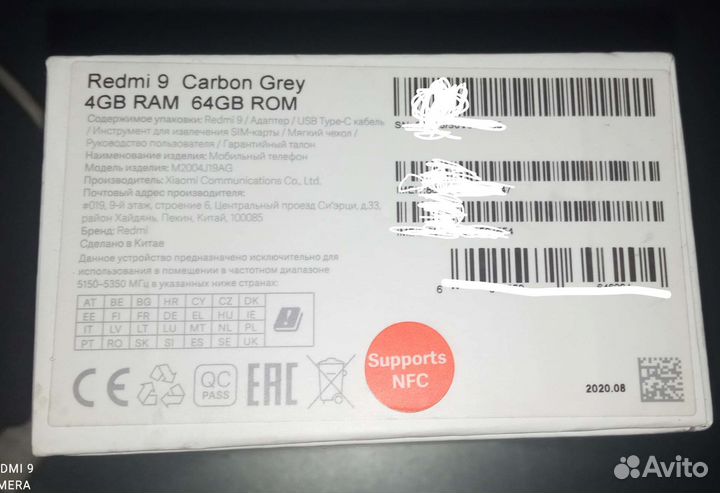 Redmi 9 Carbon Grey
4GB RAM 64GB ROM
Содержимое упаковки: Redmi 9 / Адаптер / USB Type-C кабель
/ Инструмент для извлечения SIM-карты / Мягкий чехол /
Руководство пользователя / Гарантийный талон
Наименование изделия: Мобильный телефон
Модель изделия: M2004J19AG
Производитель: Xiaomi Communications Co., Ltd.
Почтовый адрес производителя:
#019, 9-й этаж, строение 6, Центральный проезд Си'эрци, д.33,
район Хайдянь, Пекин, Китай, 100085
Бренд: Redmi
Сделано в Китае
Данное устройство предназначено исключительно для
использования в помещении в частотном диапазоне
5150-5350 МГц в указанных ниже странах:
AT BE BG HR CY CZ DK
EE FI FR DE EL HU IE
IT LV LT LU MT NL PL
PT RO SK SI ES SE UK
CE
QC
PASS
EAC
Supports
NFC
2020.08
DMI 9
MERA
Avito